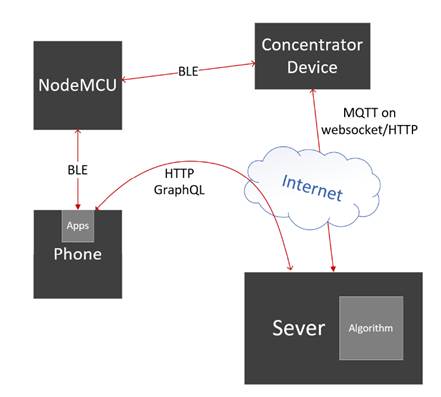 Concentrator
Device
NodeMCU
BLE
MQTT on
websocket/HTTP
BLE
HTTP
GraphQL
Internet
Apps
Phone
Sever
Algorithm